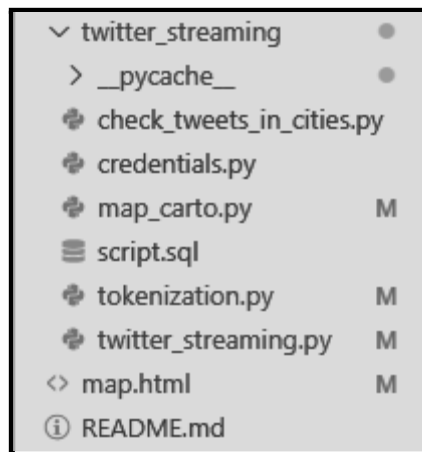 twitter_streaming
__pycache__
check_tweets_in_cities.py
credentials.py
map_carto.py M
script.sql
tokenization.py M
twitter_streaming.py M
map.html M
README.md